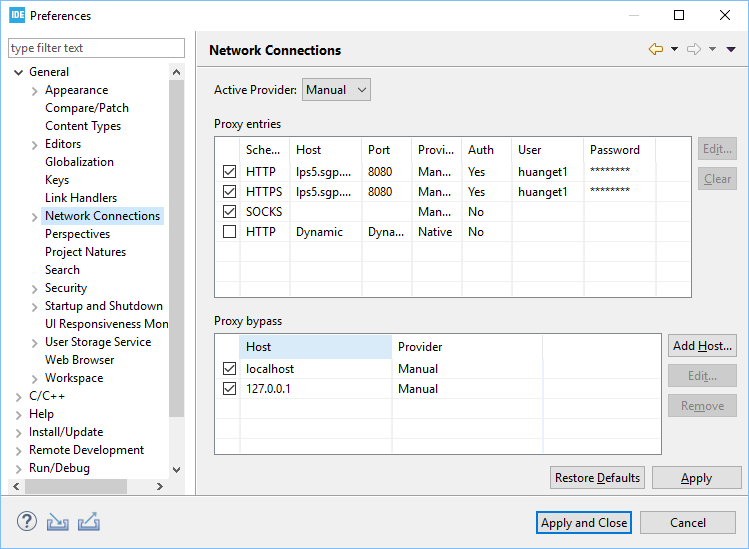 IDE Preferences
type filter text
General
Appearance
Compare/Patch
Content Types
Editors
Globalization
Keys
Link Handlers
Network Connections
Perspectives
Project Natures
Search
Security
Startup and Shutdown
UI Responsiveness Mon
User Storage Service
Web Browser
Workspace
C/C++
Help
Install/Update
Remote Development
Run/Debug
Network Connections
Active Provider: Manual
Proxy entries
Sche... Host Port Provi... Auth User Password
HTTP lps5.sgp.... 8080 Man... Yes huanget1 ********
HTTPS lps5.sgp.... 8080 Man... Yes huanget1 ********
SOCKS Man... No
HTTP Dynamic Dyna... Native No
Edit...
Clear
Proxy bypass
Host Provider
localhost Manual
127.0.0.1 Manual
Add Host...
Edit...
Remove
Restore Defaults Apply
? Apply and Close Cancel